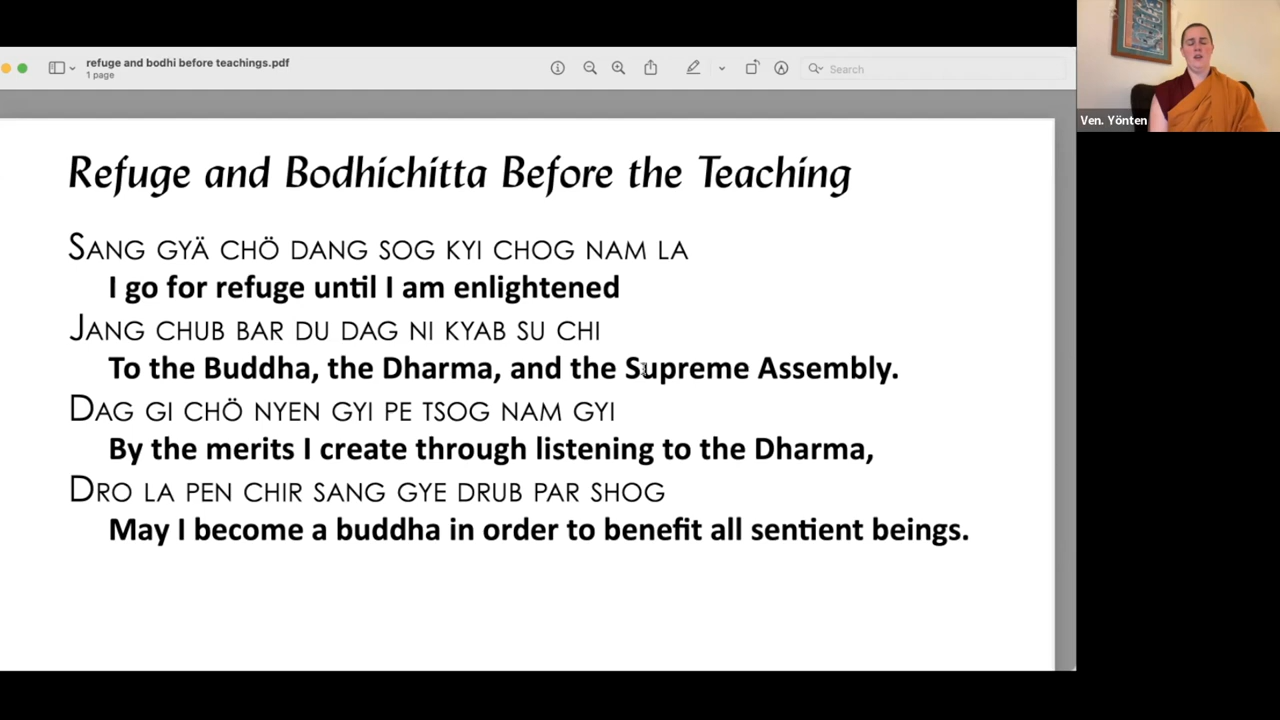 refuge and bodhi before teachings.pdf
1 page
Search
Ven. Yönten
Refuge and Bodhichitta Before the Teaching
SANG GYÄ CHÖ DANG SOG KYI CHOG NAM LA
I go for refuge until I am enlightened
JANG CHUB BAR DU DAG NI KYAB SU CHI
To the Buddha, the Dharma, and the Supreme Assembly.
DAG GI CHÖ NYEN GYI PE TSOG NAM GYI
By the merits I create through listening to the Dharma,
DRO LA PEN CHIR SANG GYE DRUB PAR SHOG
May I become a buddha in order to benefit all sentient beings.